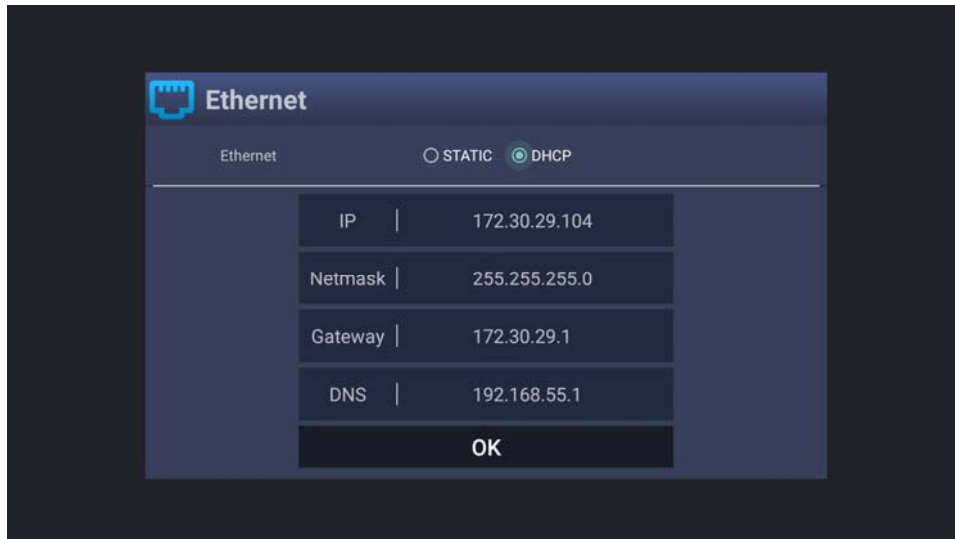 Ethernet
Ethernet STATIC DHCP
IP | 172.30.29.104
Netmask | 255.255.255.0
Gateway | 172.30.29.1
DNS | 192.168.55.1
OK